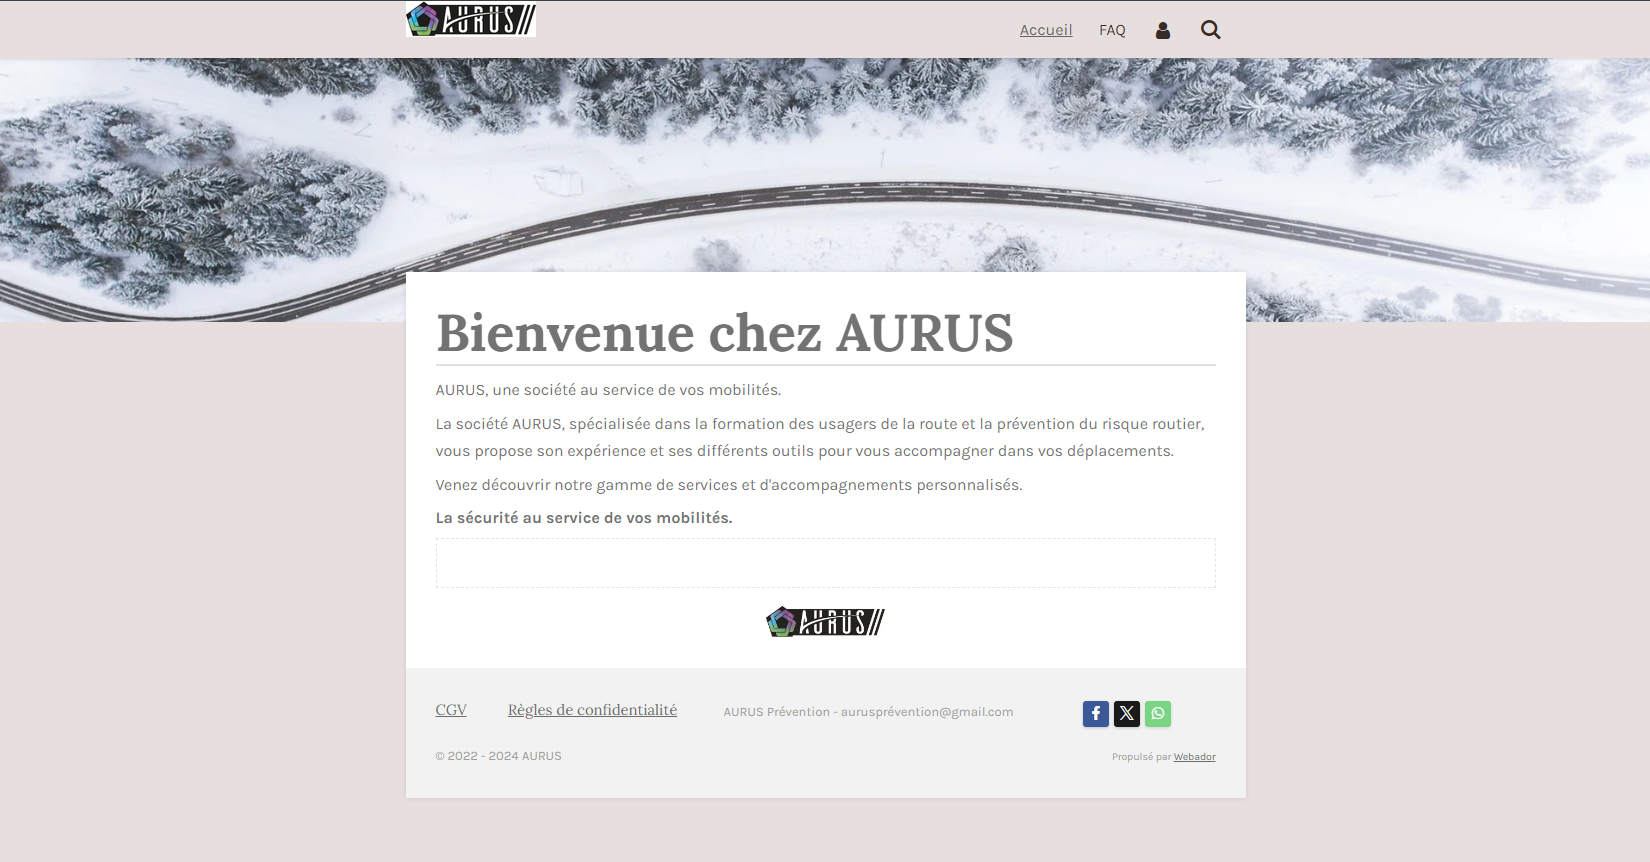 AURUS
Accueil
FAQ
Bienvenue chez AURUS
AURUS, une société au service de vos mobilités.
La société AURUS, spécialisée dans la formation des usagers de la route et la prévention du risque routier,
vous propose son expérience et ses différents outils pour vous accompagner dans vos déplacements.
Venez découvrir notre gamme de services et d'accompagnements personnalisés.
La sécurité au service de vos mobilités.
AURUS
CGV
Règles de confidentialité
AURUS Prévention - aurusprévention@gmail.com
© 2022 - 2024 AURUS
Propulsé par Webador